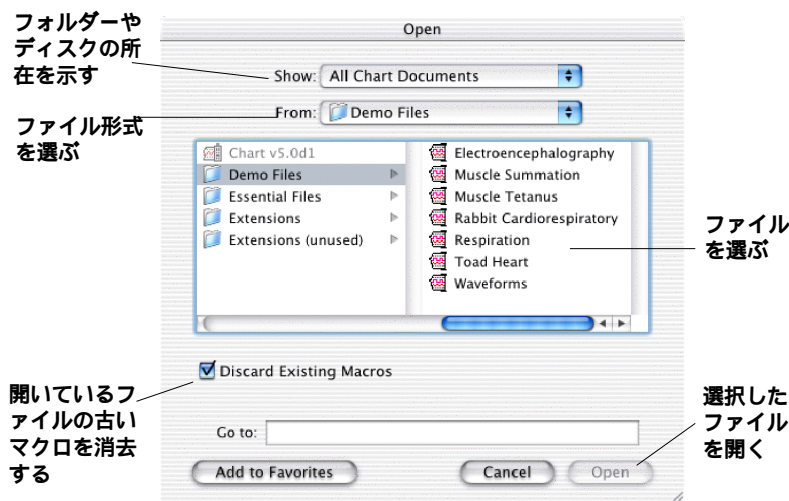 フォルダーや
ディスクの所
在を示す
ファイル形式
を選ぶ
Open
Show: All Chart Documents
From: Demo Files
Chart v5.0d1
Demo Files
Essential Files
Extensions
Extensions (unused)
Electroencephalography
Muscle Summation
Muscle Tetanus
Rabbit Cardiorespiratory
Respiration
Toad Heart
Waveforms
ファイル
を選ぶ
Discard Existing Macros
開いているフ
ァイルの古い
マクロを消去
する
Go to:
Add to Favorites
Cancel
Open
選択した
ファイル
を開く